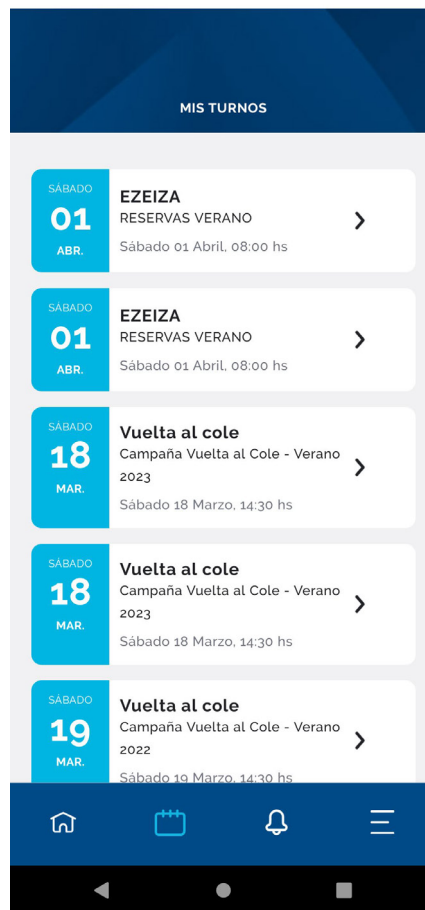 MIS TURNOS
SÁBADO
01
ABR.
EZEIZA
RESERVAS VERANO
Sábado 01 Abril, 08:00 hs
SÁBADO
01
ABR.
EZEIZA
RESERVAS VERANO
Sábado 01 Abril, 08:00 hs
SÁBADO
18
MAR.
Vuelta al cole
Campaña Vuelta al Cole - Verano
2023
Sábado 18 Marzo, 14:30 hs
SÁBADO
18
MAR.
Vuelta al cole
Campaña Vuelta al Cole - Verano
2023
Sábado 18 Marzo, 14:30 hs
SÁBADO
19
MAR.
Vuelta al cole
Campaña Vuelta al Cole - Verano
2022
Sábado 19 Marzo, 14:30 hs